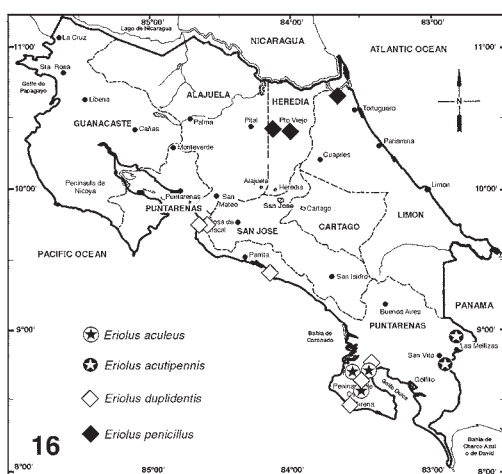 85°00' 84°00' 83°00'
Lago de Nicaragua
La Cruz
NICARAGUA
11°00' 11°00'
ATLANTIC OCEAN
Sta. Rosa
Golfo de
Papagayo
Liberia
ALAJUELA
HEREDIA
N
Tortuguero
GUANACASTE
Cañas
Palma
Pital
Pto Viejo
Parismina
Monteverde
Guapiles
Peninsula de
Nicoya
Puntarenas
Alajuela
Heredia
Limon
10°00' 10°00'
PUNTARENAS
San
Mateo
San Jose
Cartago
LIMON
SAN JOSE
CARTAGO
PACIFIC OCEAN
Parrita
San Isidro
PANAMA
Buenos Aires
9°00' 9°00'
PUNTARENAS
Bahia de
Coronado
Las Mellizas
San Vito
Golfito
Golfo Dulce
Eriolus aculeus
Eriolus acutipennis
Eriolus duplidentis
Eriolus penicillus
Bahia de
Charco Azul
o de David
16
8°00' 85°00' 84°00' 83°00' 8°00'